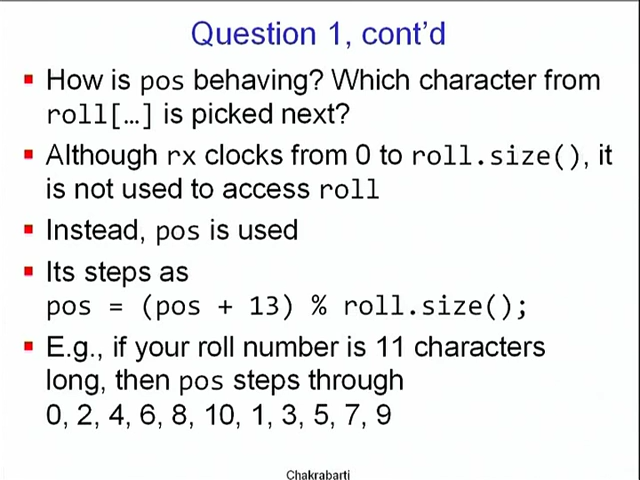 Question 1, cont'd
How is pos behaving? Which character from
roll[…] is picked next?
Although rx clocks from 0 to roll.size(), it
is not used to access roll
Instead, pos is used
Its steps as
pos = (pos + 13) % roll.size();
E.g., if your roll number is 11 characters
long, then pos steps through
0, 2, 4, 6, 8, 10, 1, 3, 5, 7, 9
Chakrabarti